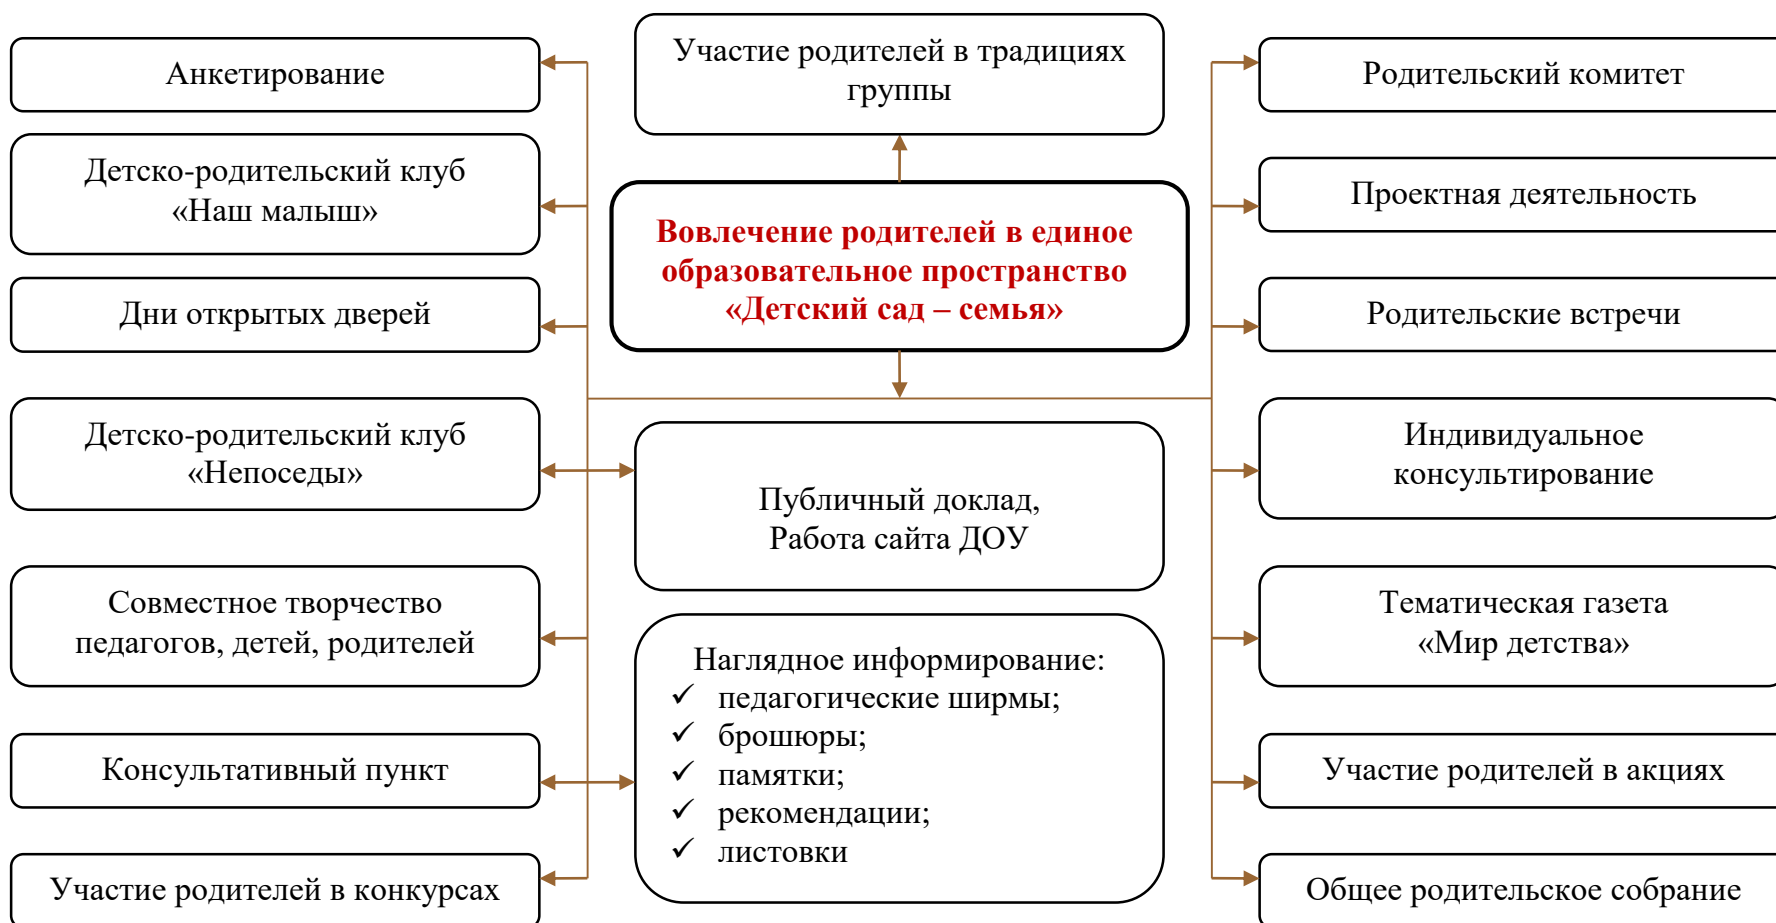 Анкетирование
Детско-родительский клуб
«Наш малыш»
Дни открытых дверей
Детско-родительский клуб
«Непоседы»
Совместное творчество
педагогов, детей, родителей
Консультативный пункт
Участие родителей в конкурсах
Участие родителей в традициях
группы
Вовлечение родителей в единое
образовательное пространство
«Детский сад – семья»
Публичный доклад,
Работа сайта ДОУ
Наглядное информирование:
✓ педагогические ширмы;
✓ брошюры;
✓ памятки;
✓ рекомендации;
✓ листовки
Родительский комитет
Проектная деятельность
Родительские встречи
Индивидуальное
консультирование
Тематическая газета
«Мир детства»
Участие родителей в акциях
Общее родительское собрание